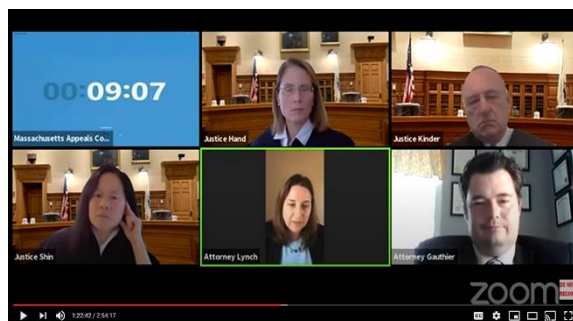 00:09:07
Massachusetts Appeals Co...
Justice Hand
Justice Kinder
Justice Shin
Attorney Lynch
Attorney Gauthier
zoom
1:22:42 / 2:54:17
CC